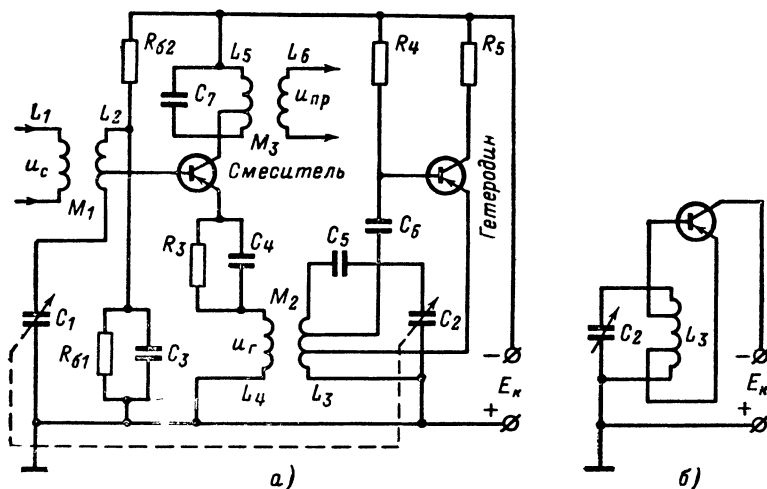 Rб2
L5
L6
R4
R5
C7
uпр
L1
L2
M3
uс
Смеситель
M1
Гетеродин
C6
R3
C4
C5
M2
C1
C2
Rб1
C3
uг
L4
L3
−
Eк
+
а)
C2
L3
−
Eк
+
б)